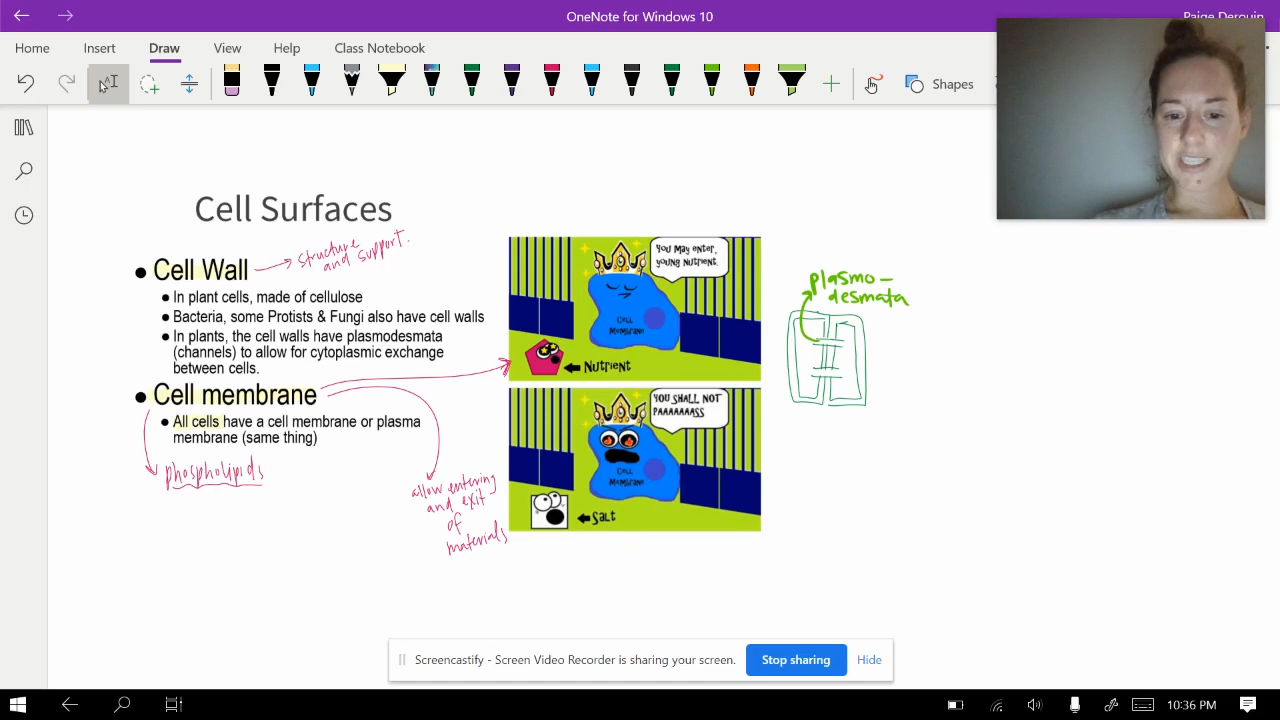 OneNote for Windows 10
Paige Derouin
Home Insert Draw View Help Class Notebook
Shapes
Cell Surfaces
Cell Wall
structure
and support.
In plant cells, made of cellulose
Bacteria, some Protists & Fungi also have cell walls
In plants, the cell walls have plasmodesmata
(channels) to allow for cytoplasmic exchange
between cells.
Cell membrane
All cells have a cell membrane or plasma
membrane (same thing)
phospholipids
allow entering
and exit
of
materials
You May enter,
young Nutrient.
Cell
Membrane
Nutrient
YOU SHALL NOT
PAAAAAAASS
Cell
Membrane
Salt
plasmo-
desmata
Screencastify - Screen Video Recorder is sharing your screen.
Stop sharing
Hide
10:36 PM